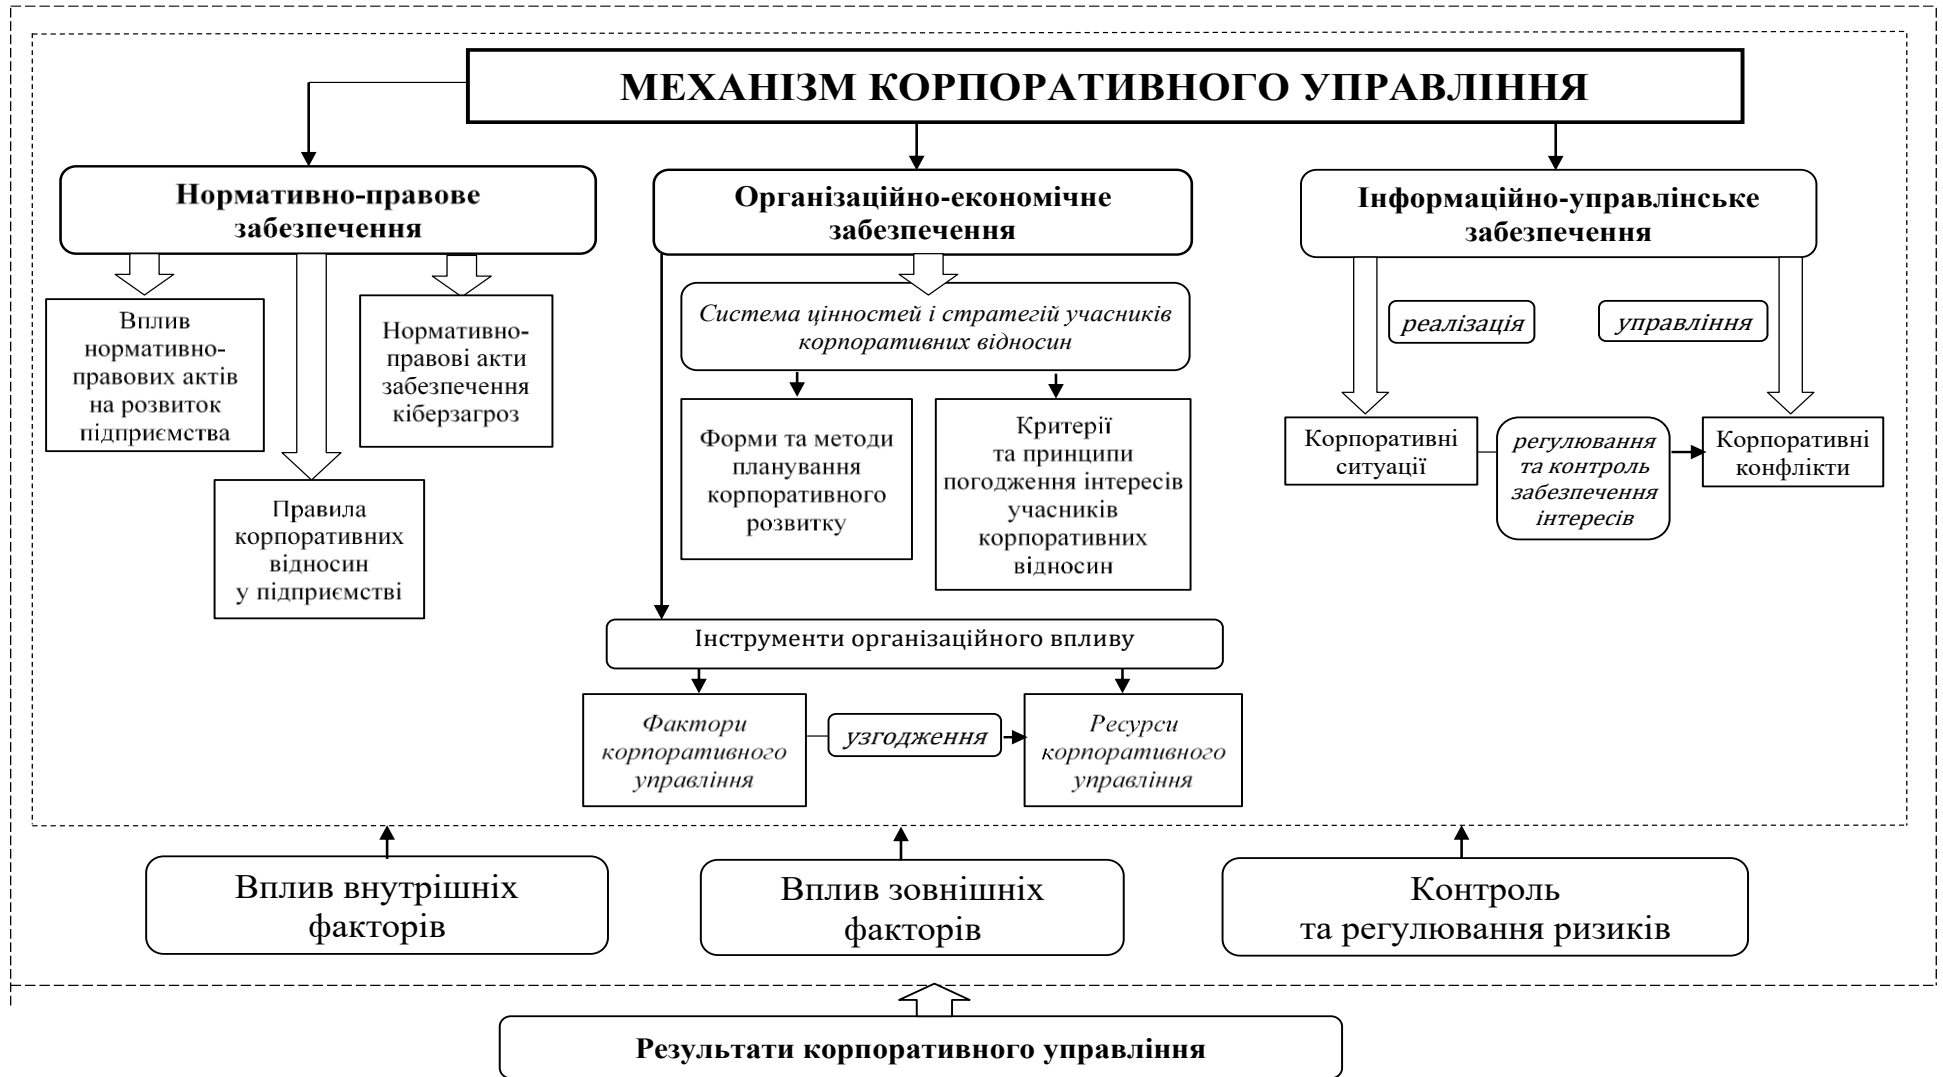 МЕХАНІЗМ КОРПОРАТИВНОГО УПРАВЛІННЯ
Нормативно-правове
забезпечення
Організаційно-економічне
забезпечення
Інформаційно-управлінське
забезпечення
Вплив
нормативно-
правових актів
на розвиток
підприємства
Нормативно-
правові акти
забезпечення
кіберзагроз
Правила
корпоративних
відносин
у підприємстві
Система цінностей і стратегій учасників
корпоративних відносин
Форми та методи
планування
корпоративного
розвитку
Критерії
та принципи
погодження інтересів
учасників
корпоративних
відносин
реалізація
управління
Корпоративні
ситуації
регулювання
та контроль
забезпечення
інтересів
Корпоративні
конфлікти
Інструменти організаційного впливу
Фактори
корпоративного
управління
узгодження
Ресурси
корпоративного
управління
Вплив внутрішніх
факторів
Вплив зовнішніх
факторів
Контроль
та регулювання ризиків
Результати корпоративного управління